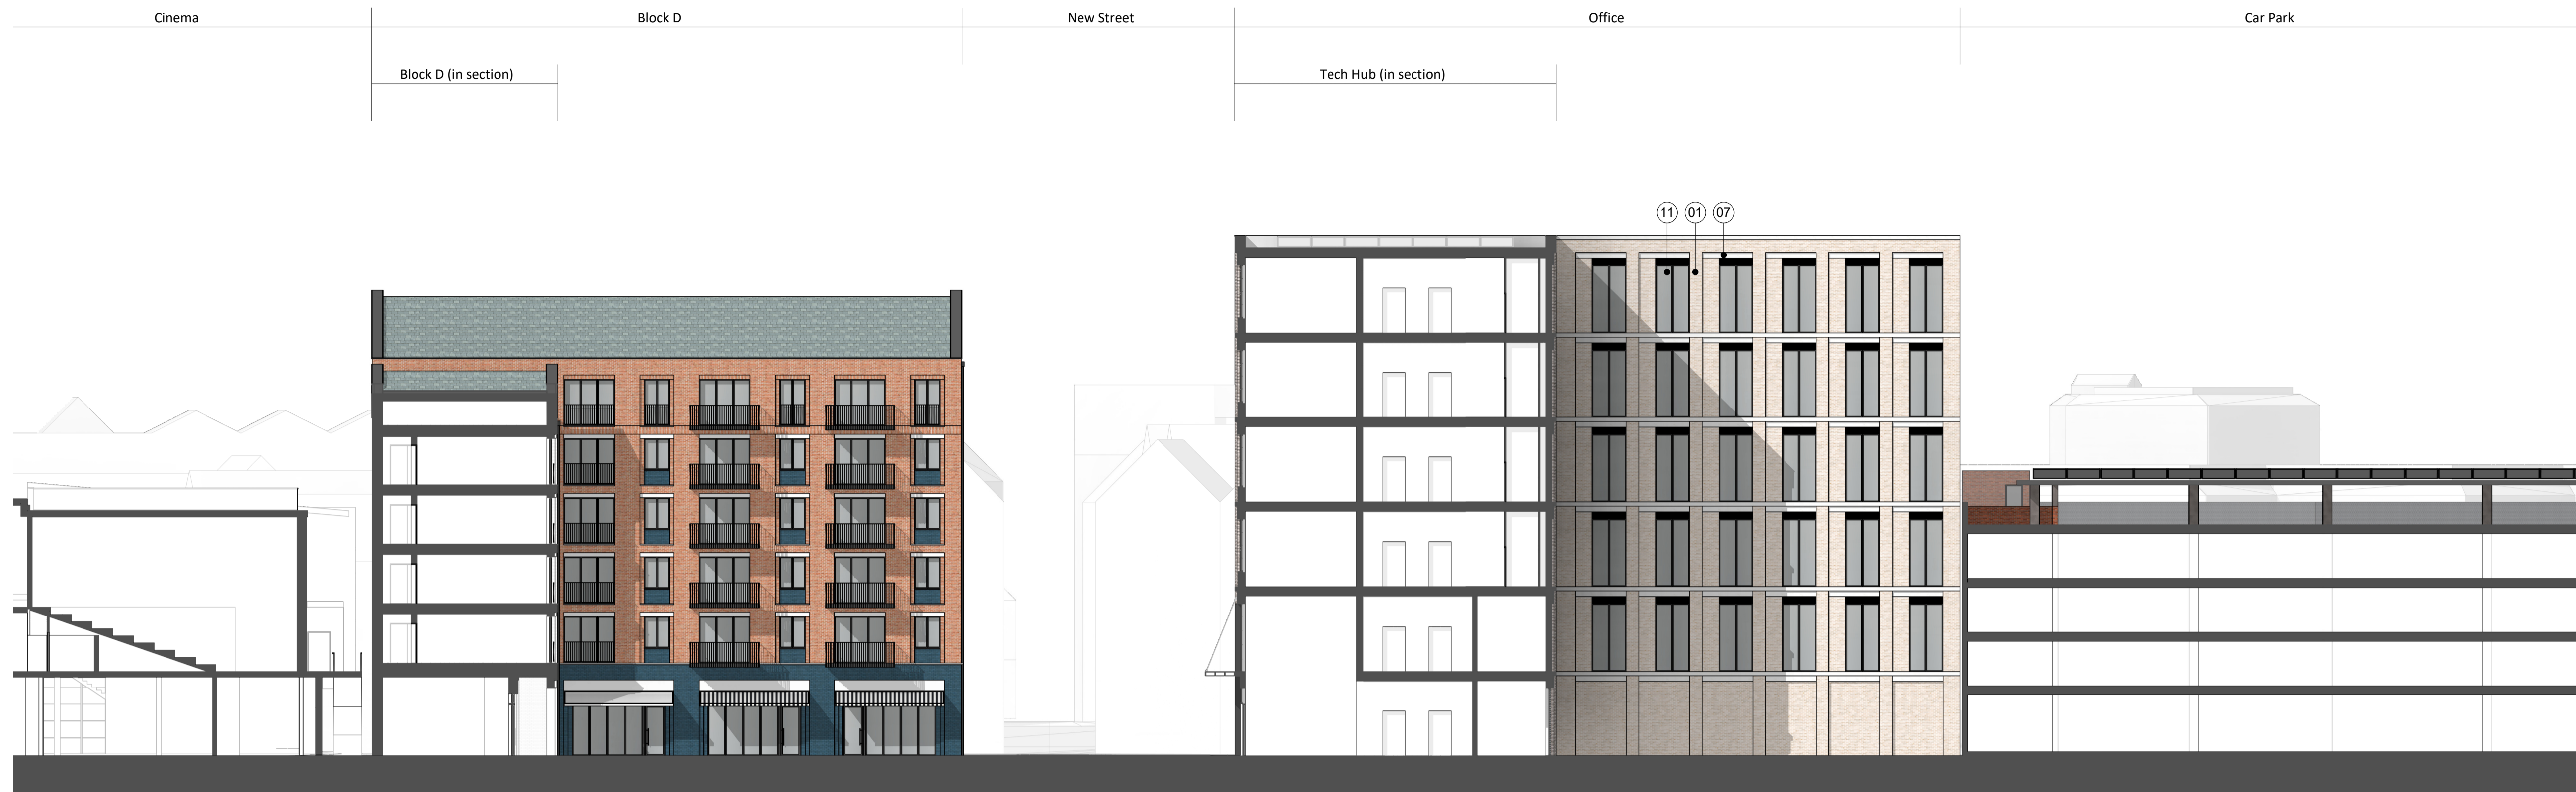 Cinema
Block D
New Street
Office
Car Park
Block D (in section)
Tech Hub (in section)
11 01 07